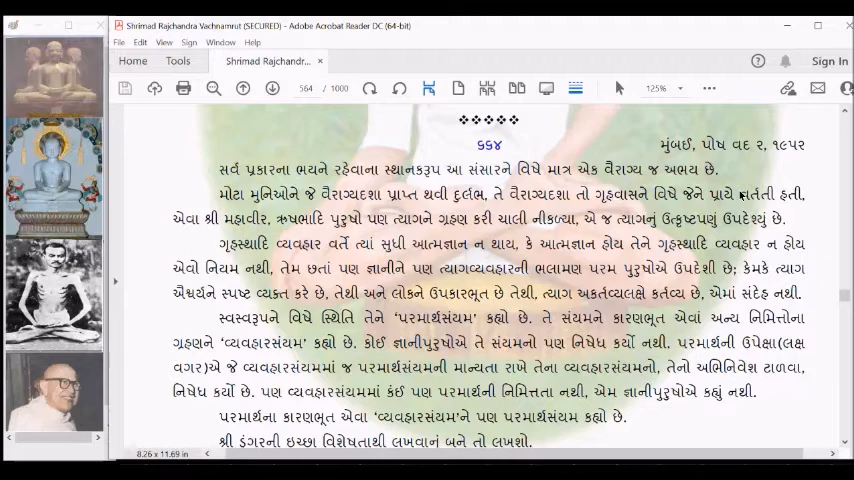 Shrimad Rajchandra Vachnamrut (SECURED) - Adobe Acrobat Reader DC (64-bit)
File Edit View Sign Window Help
Home Tools Shrimad Rajchandr... × Sign In
564 / 1000 125%
૬૬૪ મુંબઈ, પોષ વદ ૨, ૧૯૫૨
સર્વ પ્રકારના ભયને રહેવાના સ્થાનકરૂપ આ સંસારને વિષે માત્ર એક વૈરાગ્ય જ અભય છે.
મોટા મુનિઓને જે વૈરાગ્યદશા પ્રાપ્ત થવી દુર્લભ, તે વૈરાગ્યદશા તો ગૃહવાસને વિષે જેને પ્રાયે વર્તતી હતી,
એવા શ્રી મહાવીર, ઋષભાદિ પુરુષો પણ ત્યાગને ગ્રહણ કરી ચાલી નીકળ્યા, એ જ ત્યાગનું ઉત્કૃષ્ટપણું ઉપદેશ્યું છે.
ગૃહસ્થાદિ વ્યવહાર વર્તે ત્યાં સુધી આત્મજ્ઞાન ન થાય, કે આત્મજ્ઞાન હોય તેને ગૃહસ્થાદિ વ્યવહાર ન હોય
એવો નિયમ નથી, તેમ છતાં પણ જ્ઞાનીને પણ ત્યાગવ્યવહારની ભલામણ પરમ પુરુષોએ ઉપદેશી છે; કેમકે ત્યાગ
ઐશ્વર્યને સ્પષ્ટ વ્યક્ત કરે છે, તેથી અને લોકને ઉપકારભૂત છે તેથી, ત્યાગ અકર્તવ્યલક્ષે કર્તવ્ય છે, એમાં સંદેહ નથી.
સ્વસ્વરૂપને વિષે સ્થિતિ તેને ‘પરમાર્થસંયમ’ કહ્યો છે. તે સંયમને કારણભૂત એવાં અન્ય નિમિત્તોના
ગ્રહણને ‘વ્યવહારસંયમ’ કહ્યો છે. કોઈ જ્ઞાનીપુરુષોએ તે સંયમનો પણ નિષેધ કર્યો નથી. પરમાર્થની ઉપેક્ષા(લક્ષ
વગર)એ જે વ્યવહારસંયમમાં જ પરમાર્થસંયમની માન્યતા રાખે તેના વ્યવહારસંયમનો, તેનો અભિનિવેશ ટાળવા,
નિષેધ કર્યો છે. પણ વ્યવહારસંયમમાં કંઈ પણ પરમાર્થની નિમિત્તતા નથી, એમ જ્ઞાનીપુરુષોએ કહ્યું નથી.
પરમાર્થના કારણભૂત એવા ‘વ્યવહારસંયમ’ને પણ પરમાર્થસંયમ કહ્યો છે.
શ્રી ડુંગરની ઇચ્છા વિશેષતાથી લખવાનું બને તો લખશો.
8.26 x 11.69 in